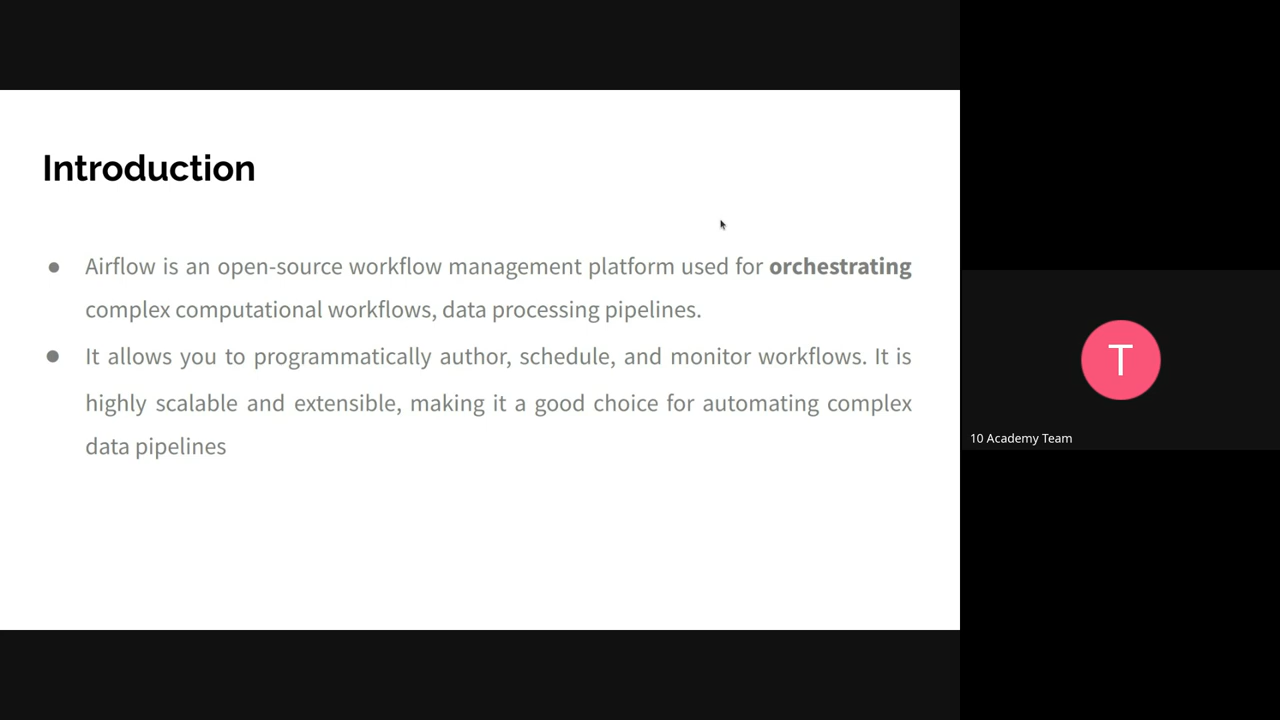 Introduction
● Airflow is an open-source workflow management platform used for orchestrating
complex computational workflows, data processing pipelines.
● It allows you to programmatically author, schedule, and monitor workflows. It is
highly scalable and extensible, making it a good choice for automating complex
data pipelines
T
10 Academy Team